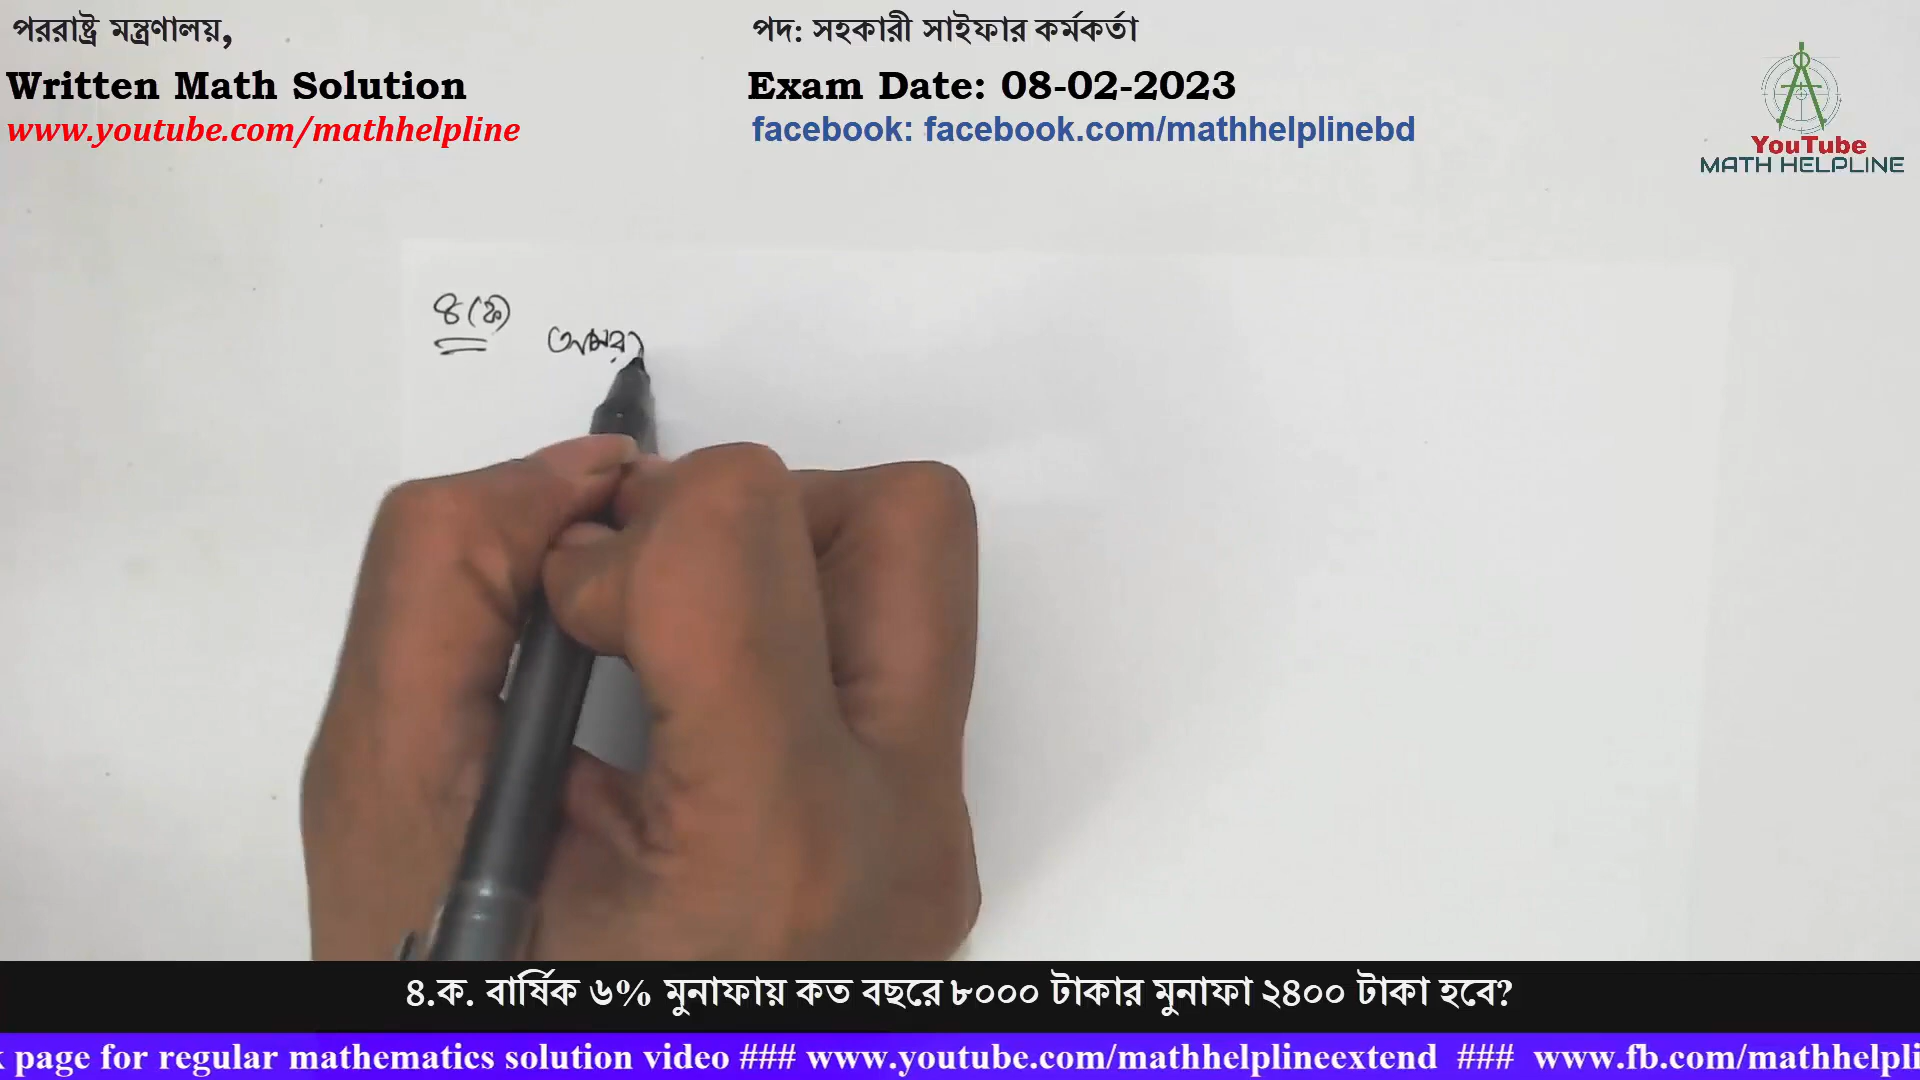 পররাষ্ট্র মন্ত্রণালয়,
পদ: সহকারী সাইফার কর্মকর্তা
Written Math Solution
Exam Date: 08-02-2023
www.youtube.com/mathhelpline
facebook: facebook.com/mathhelplinebd
YouTube
MATH HELPLINE
৪(ক)
আমরা
৪.ক. বার্ষিক ৬% মুনাফায় কত বছরে ৮০০০ টাকার মুনাফা ২৪০০ টাকা হবে?
page for regular mathematics solution video ### www.youtube.com/mathhelplineextend ### www.fb.com/mathhelpli